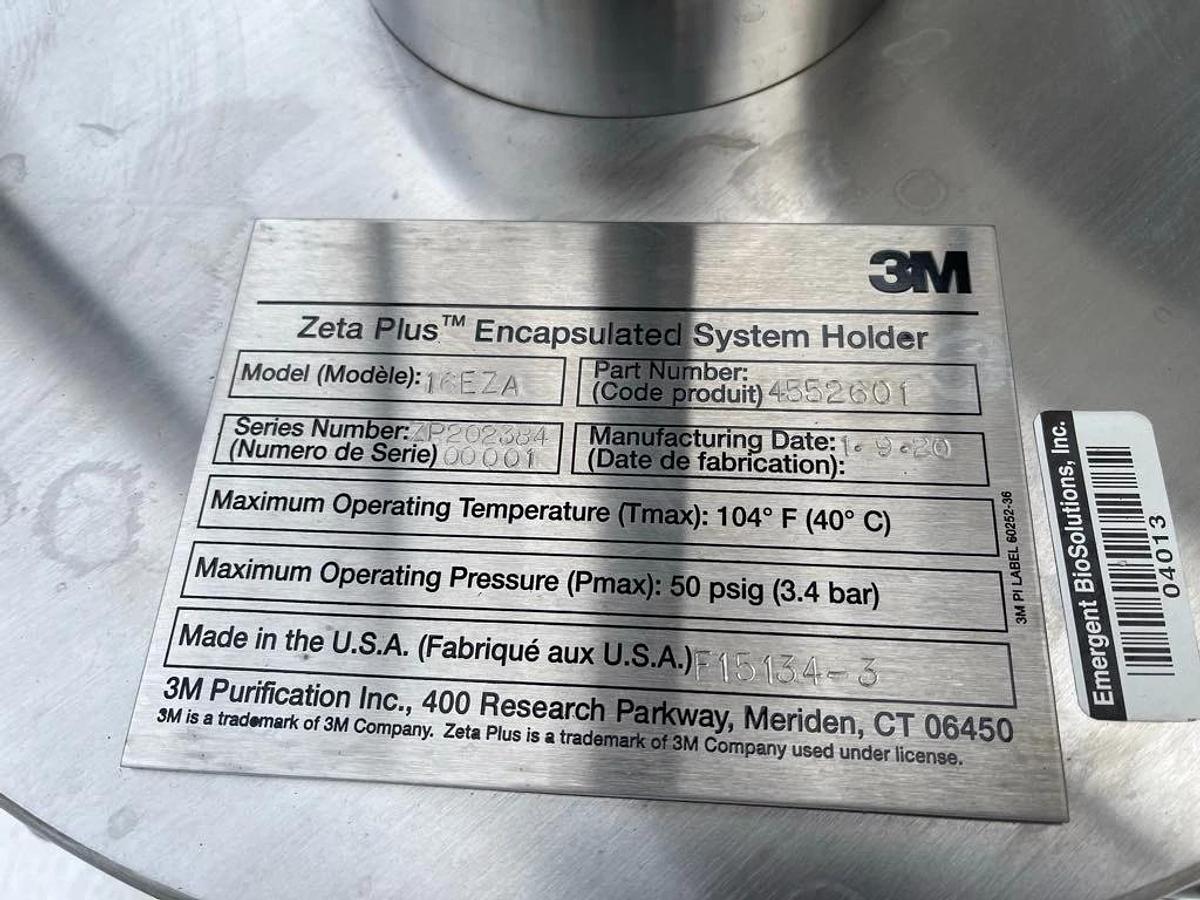 3M
Zeta Plus™ Encapsulated System Holder
Model (Modèle): 16EZA
Part Number:
(Code produit) 4552601
Series Number: ZP202384
(Numero de Serie) 00001
Manufacturing Date: 1.9.20
(Date de fabrication):
Maximum Operating Temperature (Tmax): 104° F (40° C)
Maximum Operating Pressure (Pmax): 50 psig (3.4 bar)
Made in the U.S.A. (Fabriqué aux U.S.A.) F15134-3
3M Purification Inc., 400 Research Parkway, Meriden, CT 06450
3M is a trademark of 3M Company. Zeta Plus is a trademark of 3M Company used under license.
3M PI LABEL 60252-36
Emergent BioSolutions, Inc.
04013